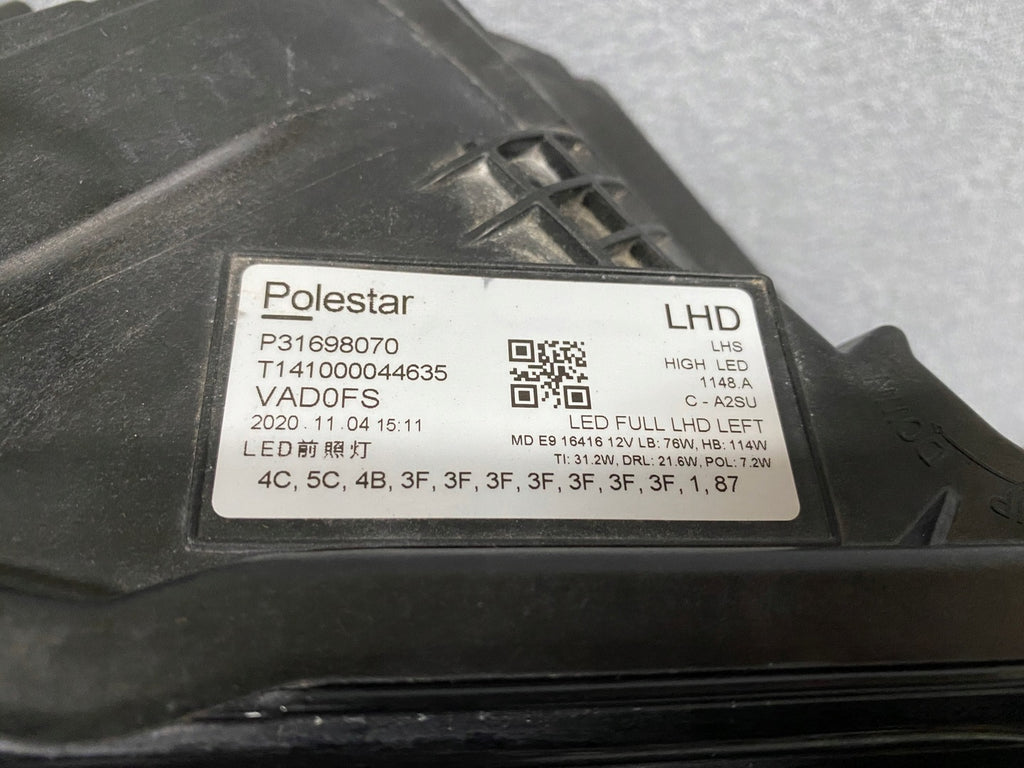 Polestar
P31698070
T141000044635
VAD0FS
2020.11.04 15:11
LED前照灯
LHD
LHS
HIGH LED
1148.A
C - A2SU
LED FULL LHD LEFT
MD E9 16416 12V LB: 76W, HB: 114W
TI: 31.2W, DRL: 21.6W, POL: 7.2W
4C, 5C, 4B, 3F, 3F, 3F, 3F, 3F, 3F, 3F, 1, 87